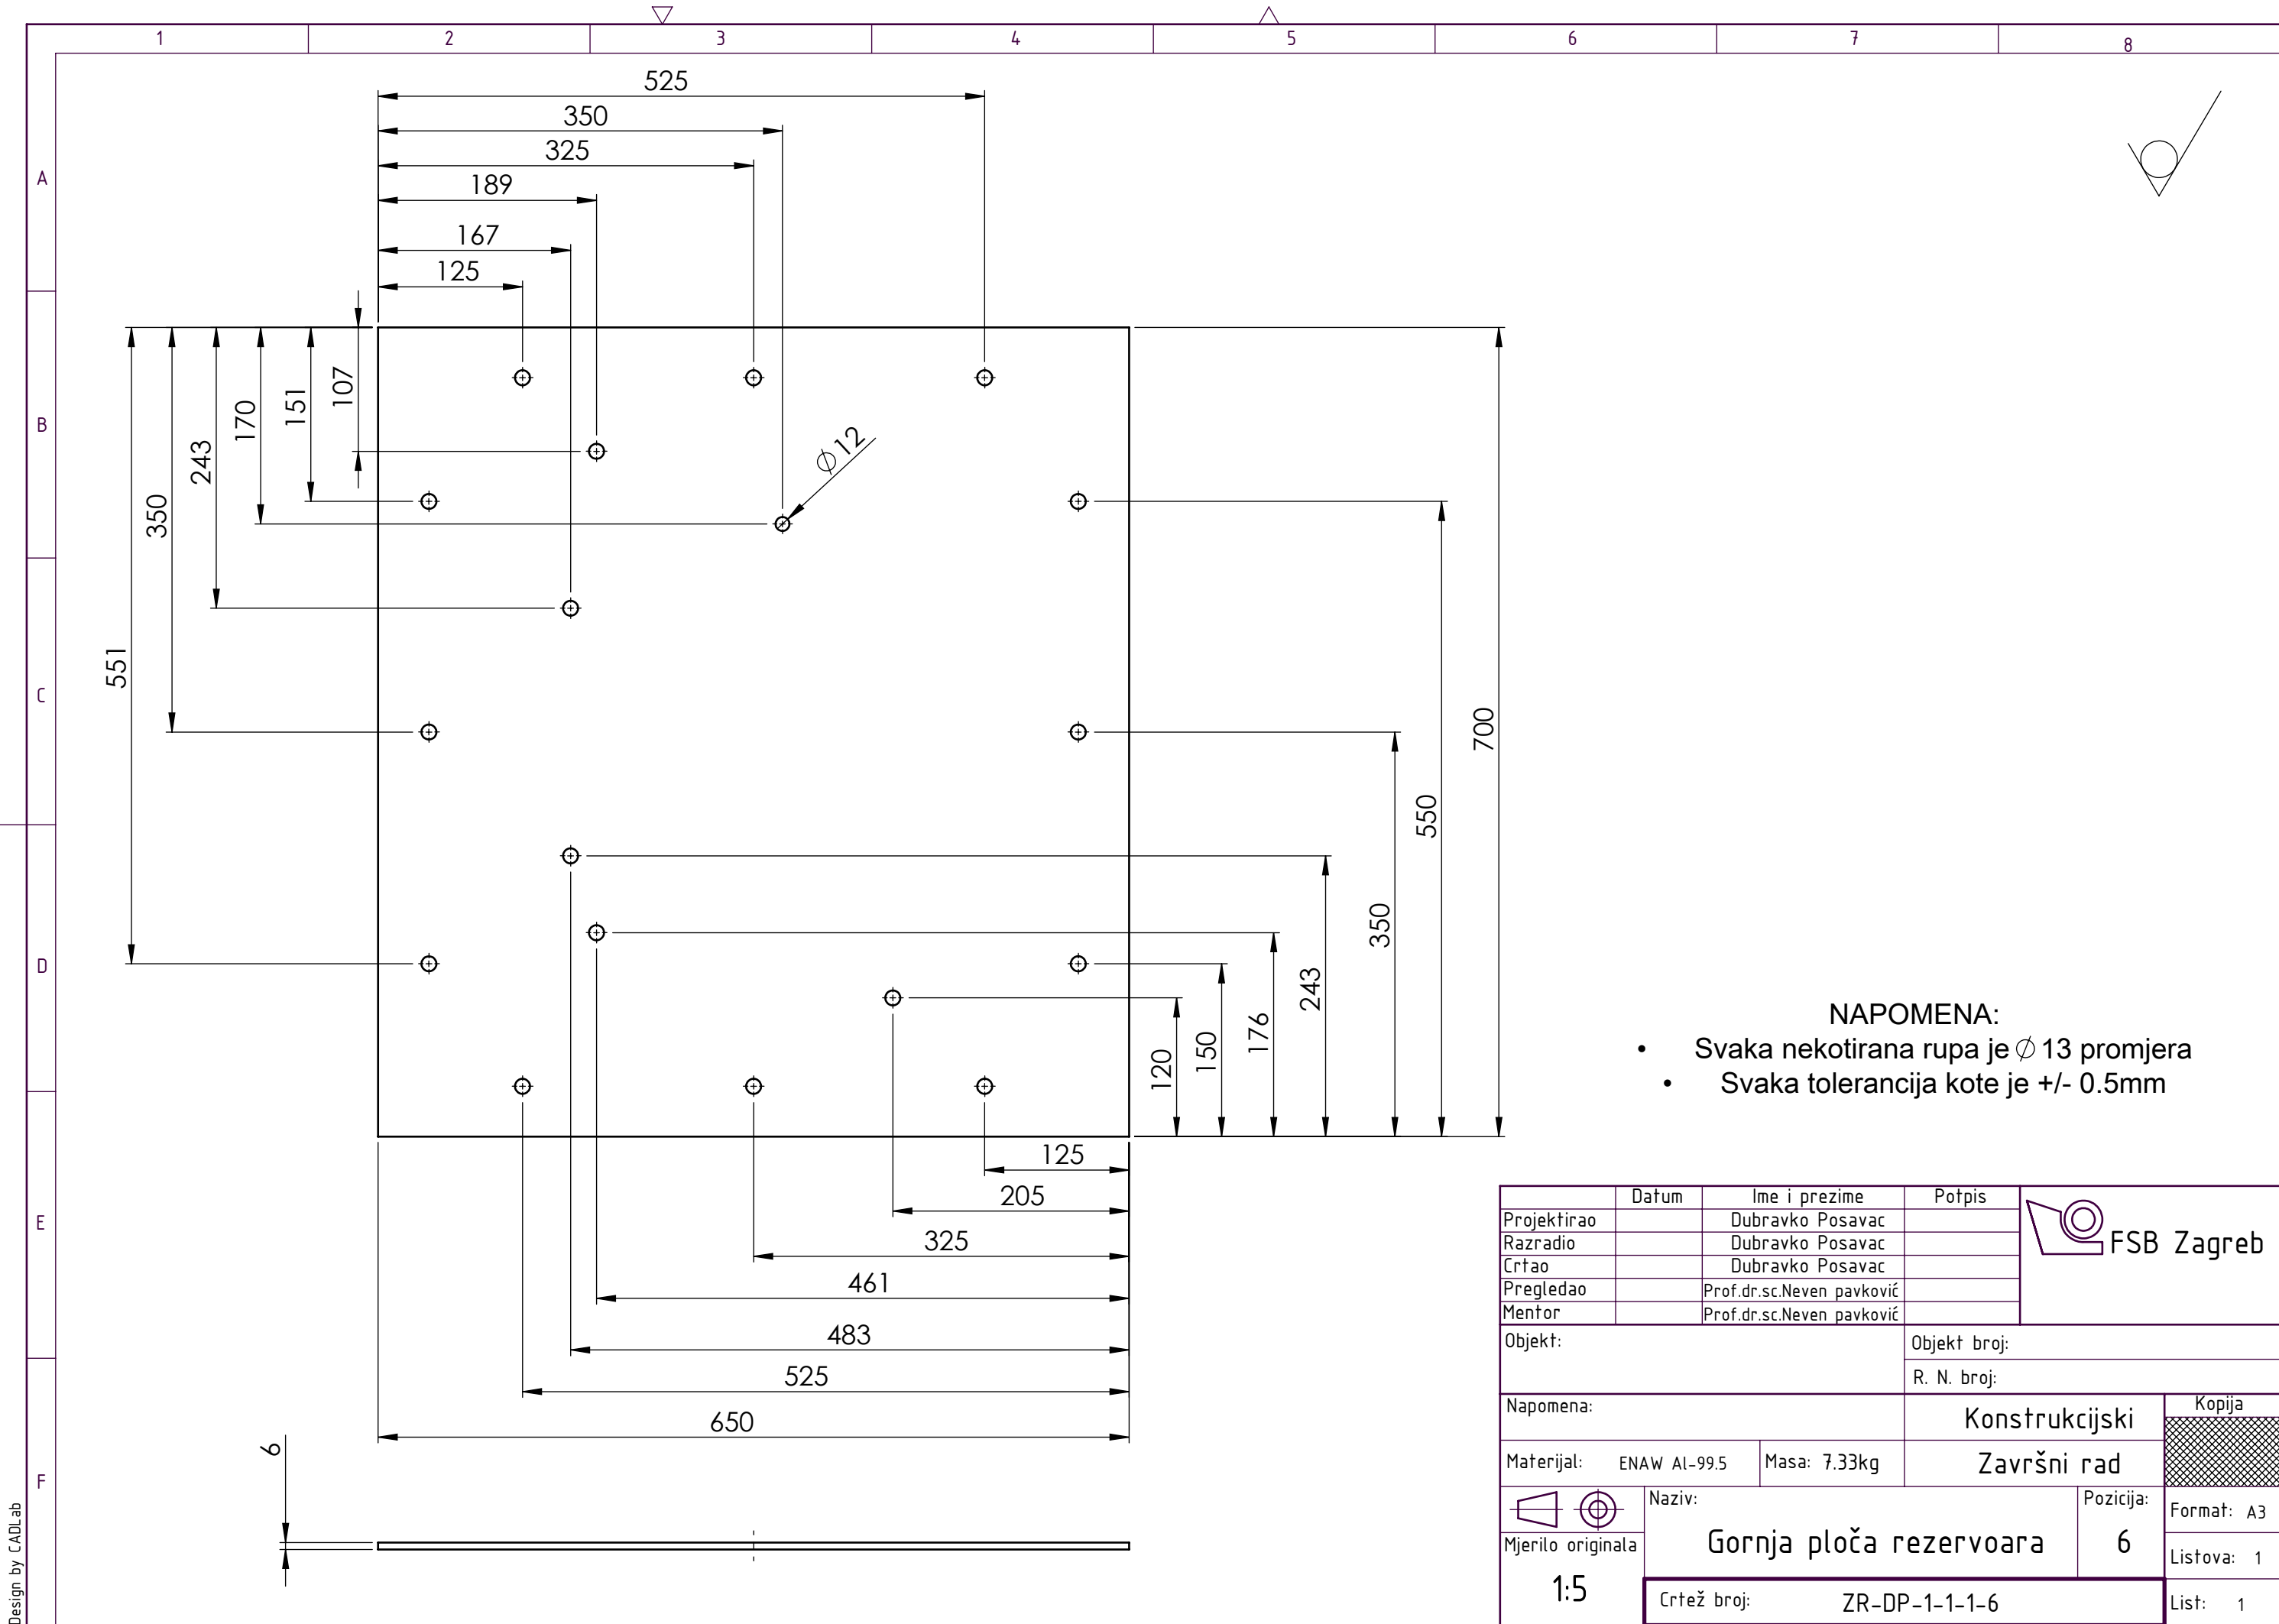 1 2 3 4 5 6 7 8
A
B
C
D
E
F
525
350
325
189
167
125
107
151
170
243
350
551
∅12
700
550
350
243
176
150
120
125
205
325
461
483
525
650
6
NAPOMENA:
• Svaka nekotirana rupa je ∅ 13 promjera
• Svaka tolerancija kote je +/- 0.5mm
Datum Ime i prezime Potpis
Projektirao Dubravko Posavac
Razradio Dubravko Posavac
Crtao Dubravko Posavac
Pregledao Prof.dr.sc.Neven pavković
Mentor Prof.dr.sc.Neven pavković
FSB Zagreb
Objekt:
Objekt broj:
R. N. broj:
Napomena:
Konstrukcijski
Kopija
Materijal: ENAW Al-99.5 Masa: 7.33kg
Završni rad
Naziv:
Gornja ploča rezervoara
Pozicija:
6
Format: A3
Mjerilo originala
1:5
Listova: 1
Crtež broj: ZR-DP-1-1-1-6
List: 1
Design by CADLab